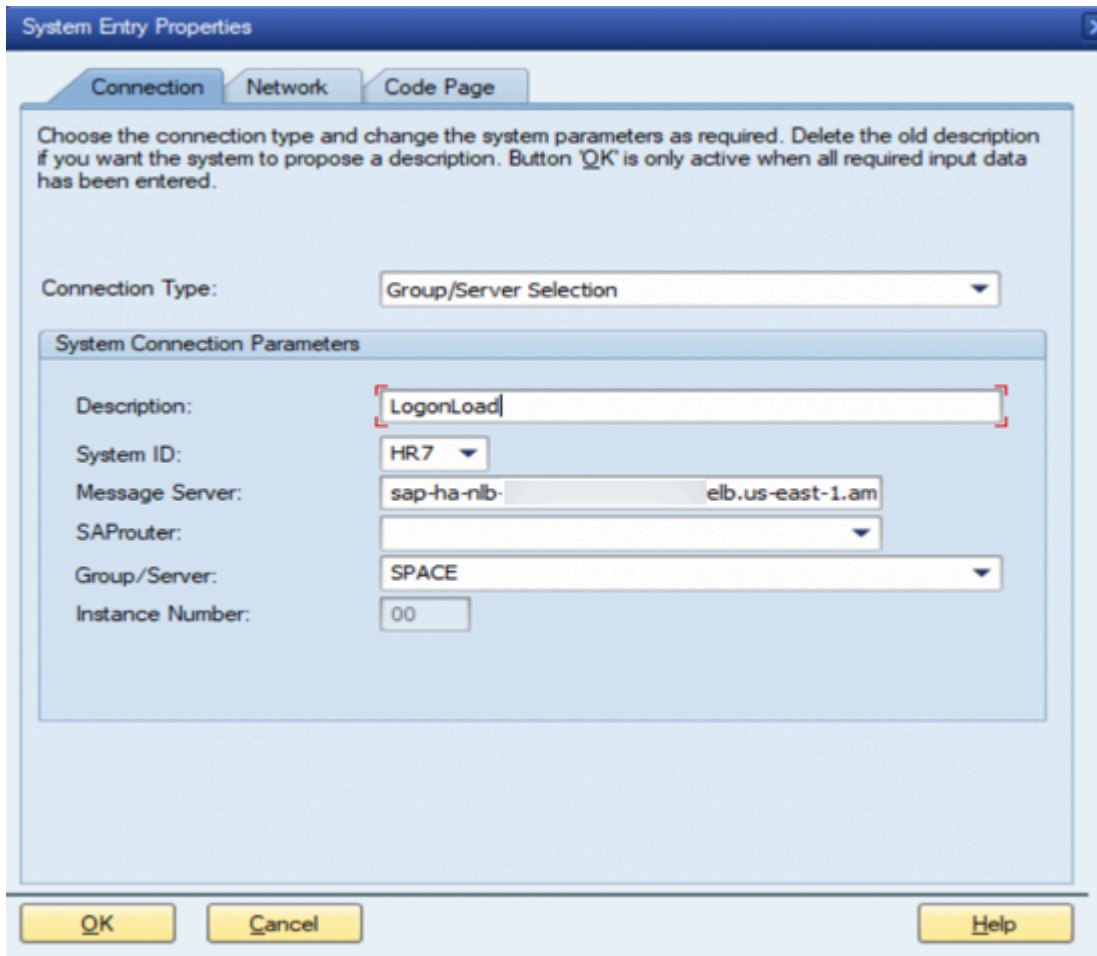 System Entry Properties
Connection Network Code Page
Choose the connection type and change the system parameters as required. Delete the old description
if you want the system to propose a description. Button 'OK' is only active when all required input data
has been entered.
Connection Type: Group/Server Selection
System Connection Parameters
Description: LogonLoad
System ID: HR7
Message Server: sap-ha-nlb- elb.us-east-1.am
SAProuter:
Group/Server: SPACE
Instance Number: 00
OK Cancel Help